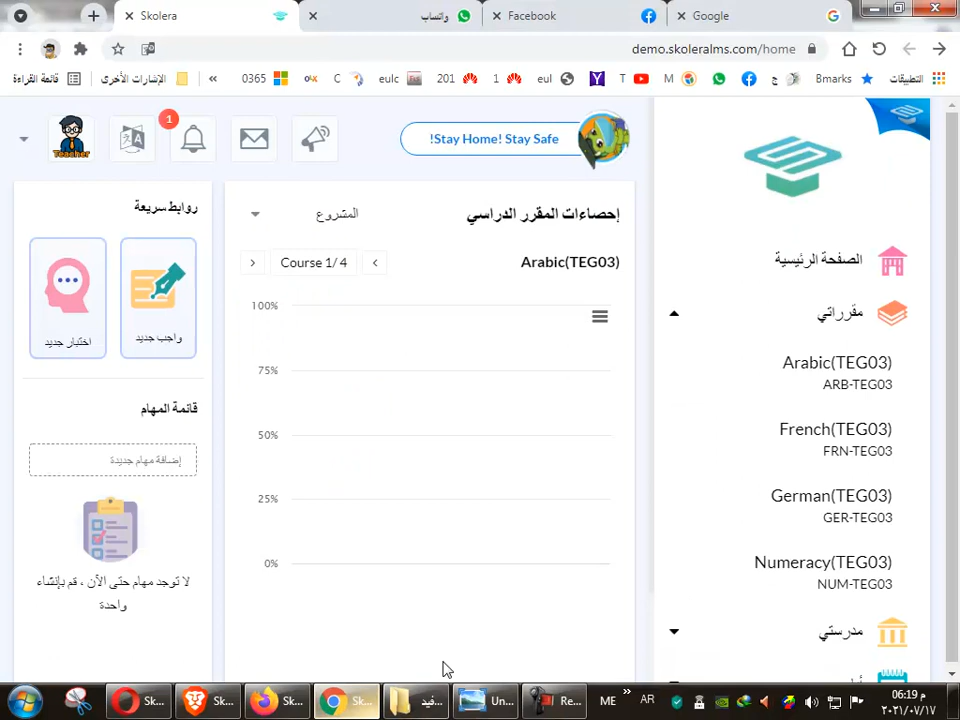 Skolera
واتساب
Facebook
Google
demo.skoleralms.com/home
التطبيقات
Bmarks
ج
M
T
eul
1
201
eulc
C
0365
»
الإشارات الأخرى
قائمة القراءة
Teacher
1
!Stay Home! Stay Safe
روابط سريعة
واجب جديد
اختبار جديد
قائمة المهام
إضافة مهام جديدة
لا توجد مهام حتى الآن ، قم بإنشاء
واحدة
إحصاءات المقرر الدراسي
المشروع
Arabic(TEG03)
Course 1/ 4
100%
75%
50%
25%
0%
الصفحة الرئيسية
مقرراتي
Arabic(TEG03)
ARB-TEG03
French(TEG03)
FRN-TEG03
German(TEG03)
GER-TEG03
Numeracy(TEG03)
NUM-TEG03
مدرستي
Sk...
Sk...
Sk...
Sk...
فيد...
Un...
Re...
ME
»
AR
06:19 م
٢٠٢١/٠٧/١٧